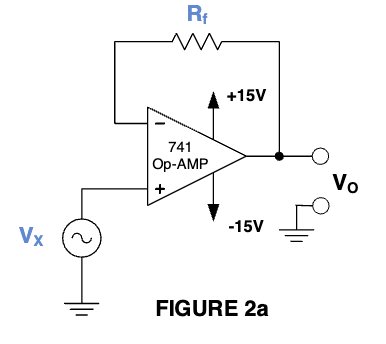 Rf
+15V
−
741
Op-AMP
+
Vo
-15V
Vx
FIGURE 2a